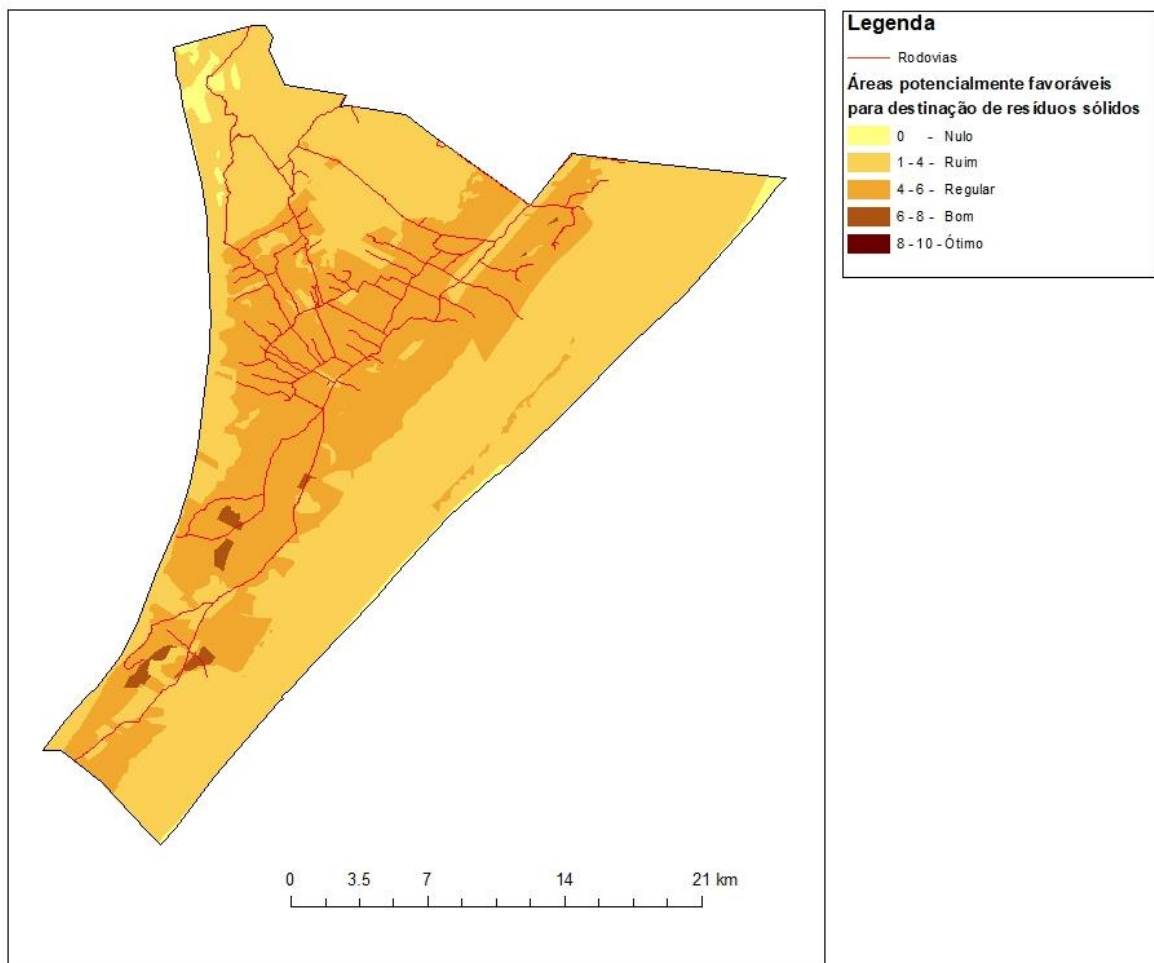 Legenda
Rodovias
Áreas potencialmente favoráveis
para destinação de resíduos sólidos
0 - Nulo
1 - 4 - Ruim
4 - 6 - Regular
6 - 8 - Bom
8 - 10 - Ótimo
0 3.5 7 14 21 km